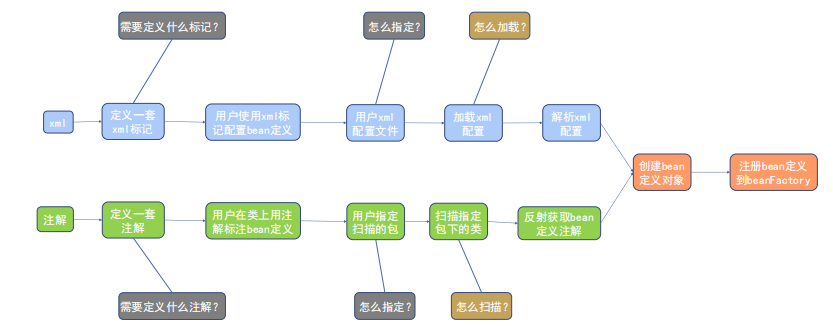 需要定义什么标记?
怎么指定?
怎么加载?
xml
定义一套
xml标记
用户使用xml标
记配置bean定义
用户xml
配置文件
加载xml
配置
解析xml
配置
创建bean
定义对象
注册bean定义
到beanFactory
注解
定义一套
注解
用户在类上用注
解标注bean定义
用户指定
扫描的包
扫描指定
包下的类
反射获取bean
定义注解
需要定义什么注解?
怎么指定?
怎么扫描?